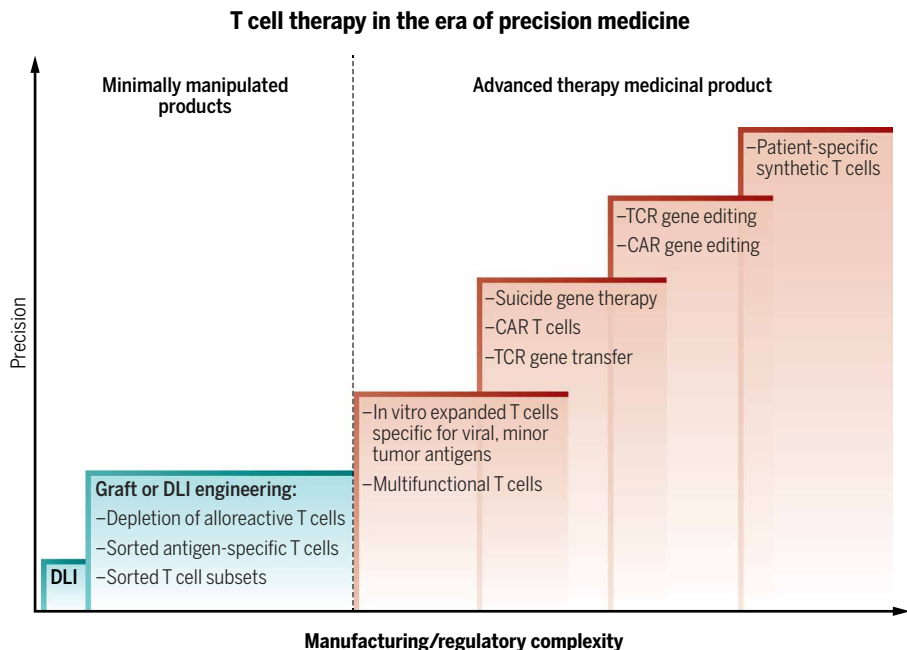 T cell therapy in the era of precision medicine
Minimally manipulated
products
Advanced therapy medicinal product
–Patient-specific
synthetic T cells
–TCR gene editing
–CAR gene editing
–Suicide gene therapy
–CAR T cells
–TCR gene transfer
Precision
–In vitro expanded T cells
specific for viral, minor
tumor antigens
–Multifunctional T cells
Graft or DLI engineering:
–Depletion of alloreactive T cells
–Sorted antigen-specific T cells
–Sorted T cell subsets
DLI
Manufacturing/regulatory complexity